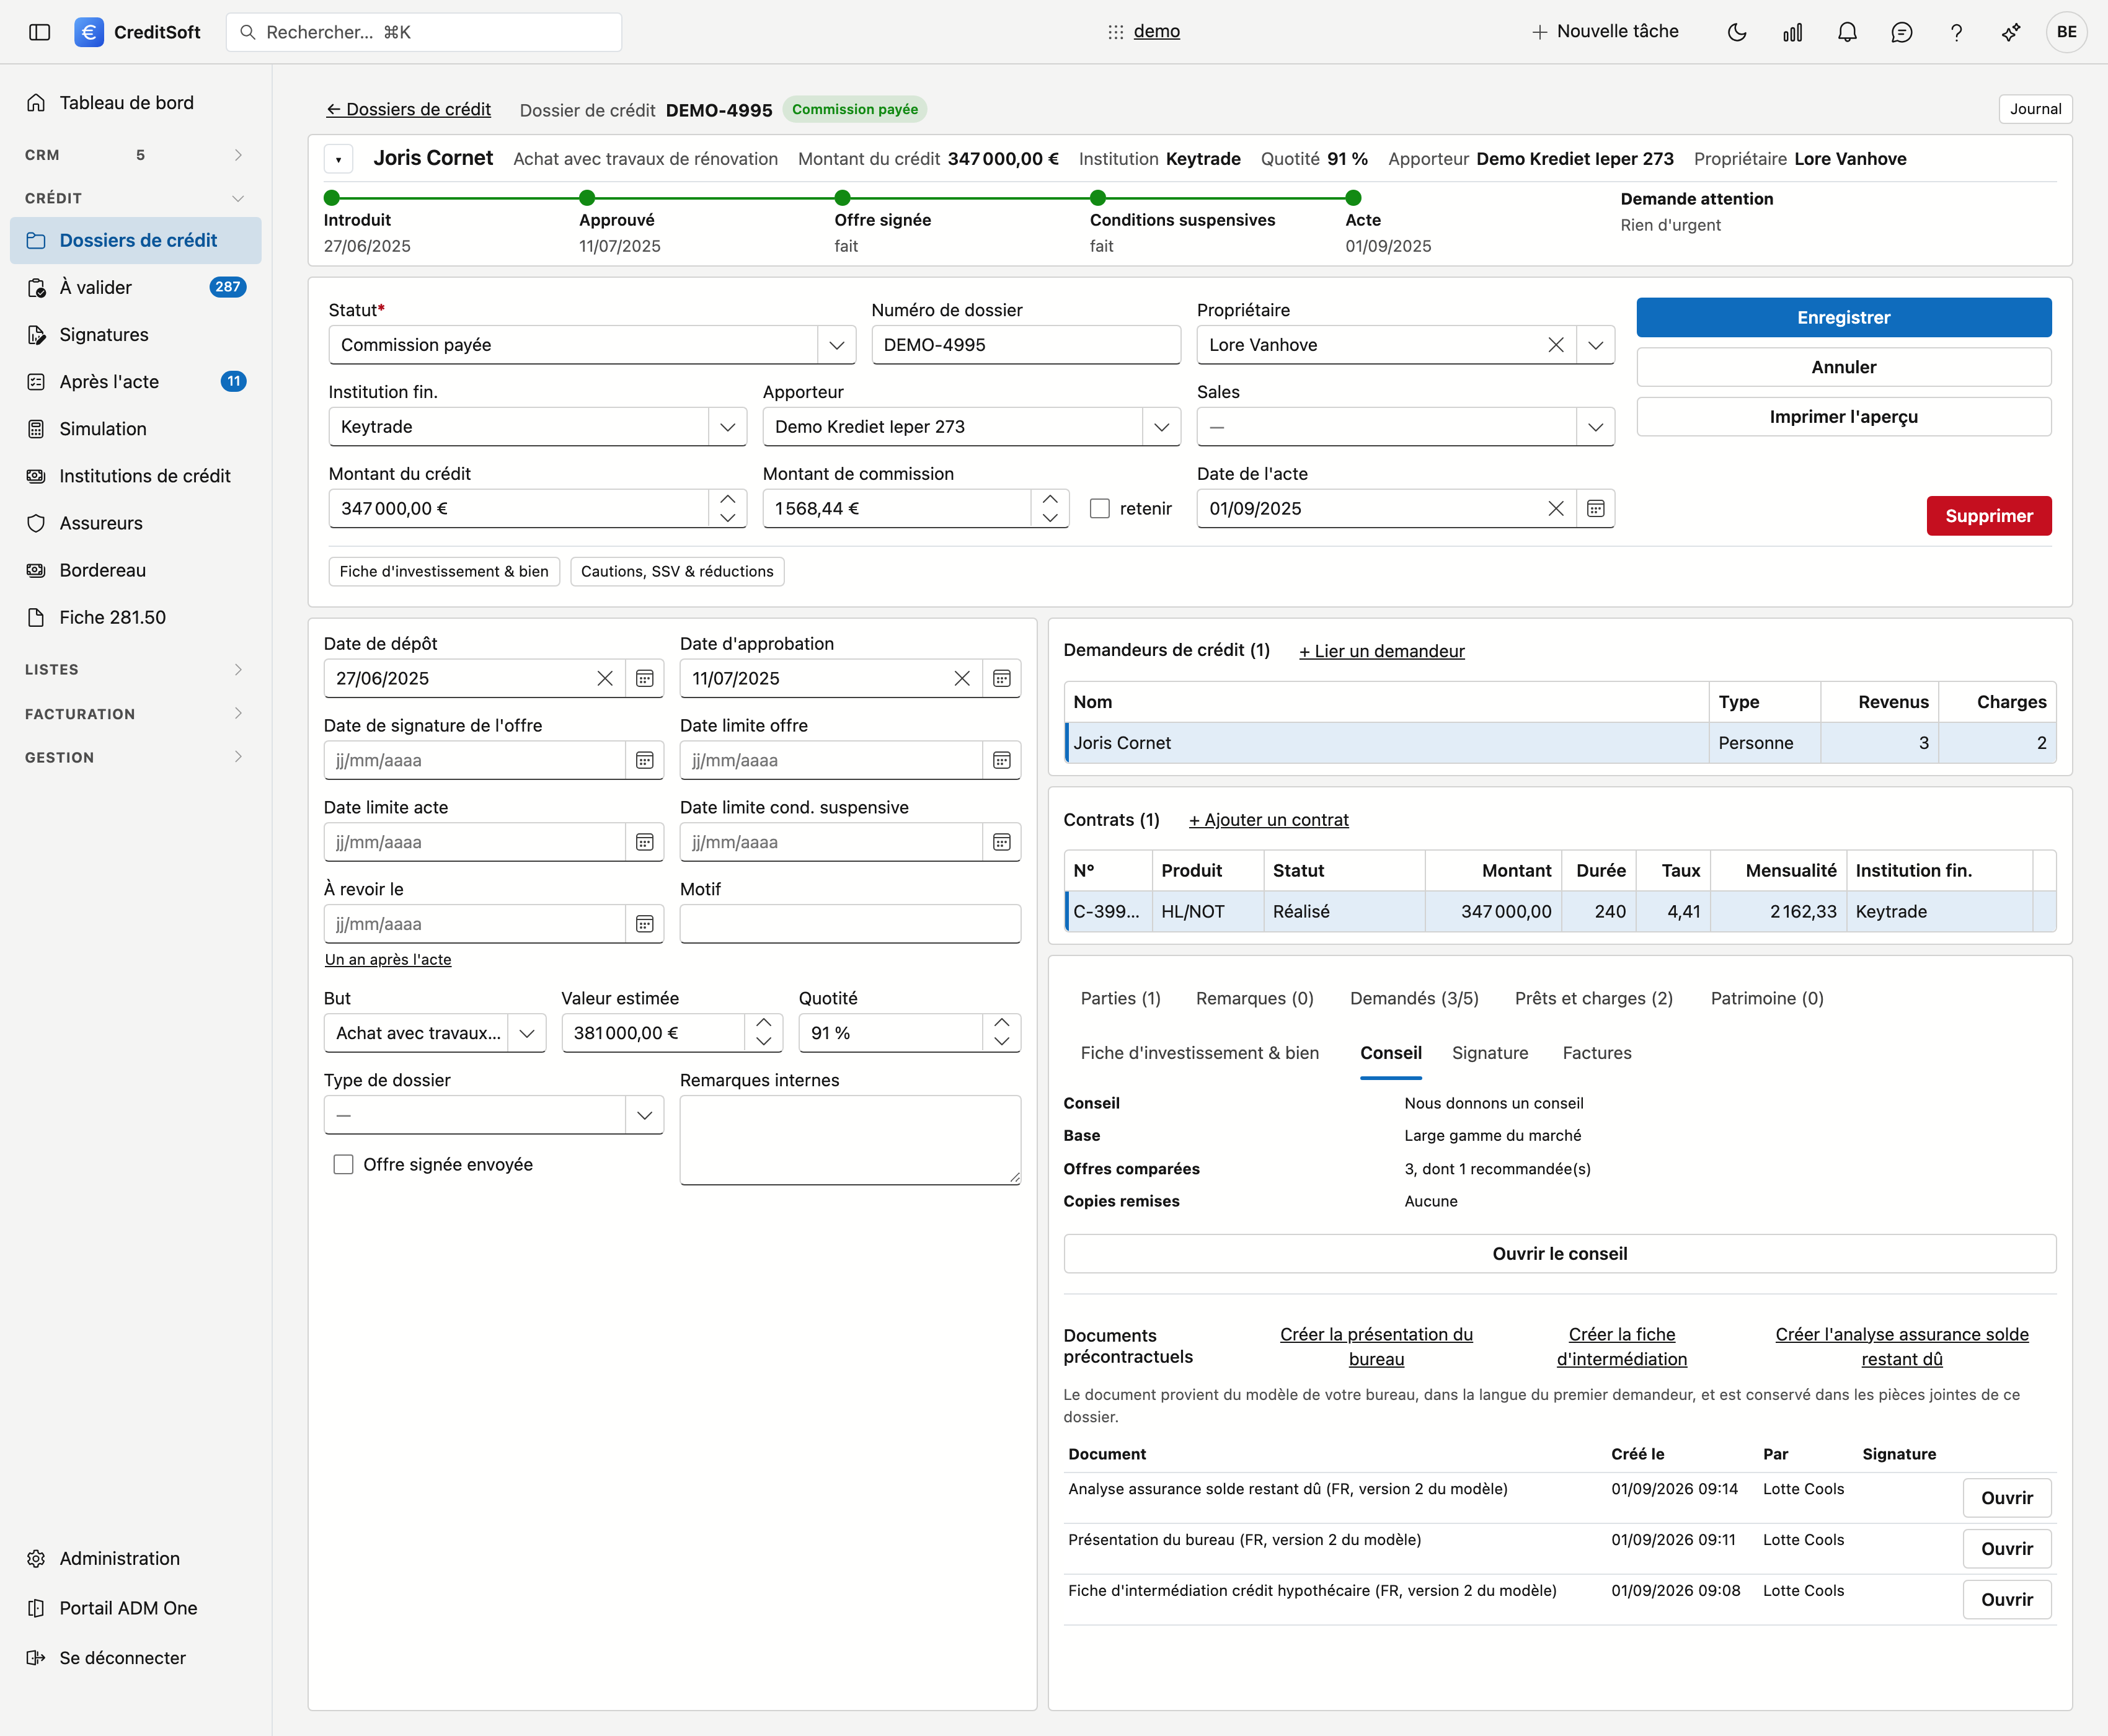 CreditSoft
Rechercher... ⌘K
demo
Nouvelle tâche
BE
Tableau de bord
CRM 5
CRÉDIT
Dossiers de crédit
À valider 287
Signatures
Après l'acte 11
Simulation
Institutions de crédit
Assureurs
Bordereau
Fiche 281.50
LISTES
FACTURATION
GESTION
Administration
Portail ADM One
Se déconnecter
← Dossiers de crédit Dossier de crédit DEMO-4995 Commission payée Journal
Joris Cornet Achat avec travaux de rénovation Montant du crédit 347 000,00 € Institution Keytrade Quotité 91 % Apporteur Demo Krediet Ieper 273 Propriétaire Lore Vanhove
Introduit Approuvé Offre signée Conditions suspensives Acte
27/06/2025 11/07/2025 fait fait 01/09/2025
Demande attention
Rien d'urgent
Statut* Numéro de dossier Propriétaire
Commission payée DEMO-4995 Lore Vanhove
Institution fin. Apporteur Sales
Keytrade Demo Krediet Ieper 273 —
Montant du crédit Montant de commission Date de l'acte
347 000,00 € 1 568,44 € retenir 01/09/2025
Enregistrer
Annuler
Imprimer l'aperçu
Supprimer
Fiche d'investissement & bien Cautions, SSV & réductions
Date de dépôt Date d'approbation
27/06/2025 11/07/2025
Date de signature de l'offre Date limite offre
jj/mm/aaaa jj/mm/aaaa
Date limite acte Date limite cond. suspensive
jj/mm/aaaa jj/mm/aaaa
À revoir le Motif
jj/mm/aaaa
Un an après l'acte
But Valeur estimée Quotité
Achat avec travaux... 381 000,00 € 91 %
Type de dossier Remarques internes
—
Offre signée envoyée
Demandeurs de crédit (1) + Lier un demandeur
Nom Type Revenus Charges
Joris Cornet Personne 3 2
Contrats (1) + Ajouter un contrat
N° Produit Statut Montant Durée Taux Mensualité Institution fin.
C-399... HL/NOT Réalisé 347 000,00 240 4,41 2 162,33 Keytrade
Parties (1) Remarques (0) Demandés (3/5) Prêts et charges (2) Patrimoine (0)
Fiche d'investissement & bien Conseil Signature Factures
Conseil Nous donnons un conseil
Base Large gamme du marché
Offres comparées 3, dont 1 recommandée(s)
Copies remises Aucune
Ouvrir le conseil
Documents précontractuels
Créer la présentation du bureau
Créer la fiche d'intermédiation
Créer l'analyse assurance solde restant dû
Le document provient du modèle de votre bureau, dans la langue du premier demandeur, et est conservé dans les pièces jointes de ce
dossier.
Document Créé le Par Signature
Analyse assurance solde restant dû (FR, version 2 du modèle) 01/09/2026 09:14 Lotte Cools Ouvrir
Présentation du bureau (FR, version 2 du modèle) 01/09/2026 09:11 Lotte Cools Ouvrir
Fiche d'intermédiation crédit hypothécaire (FR, version 2 du modèle) 01/09/2026 09:08 Lotte Cools Ouvrir